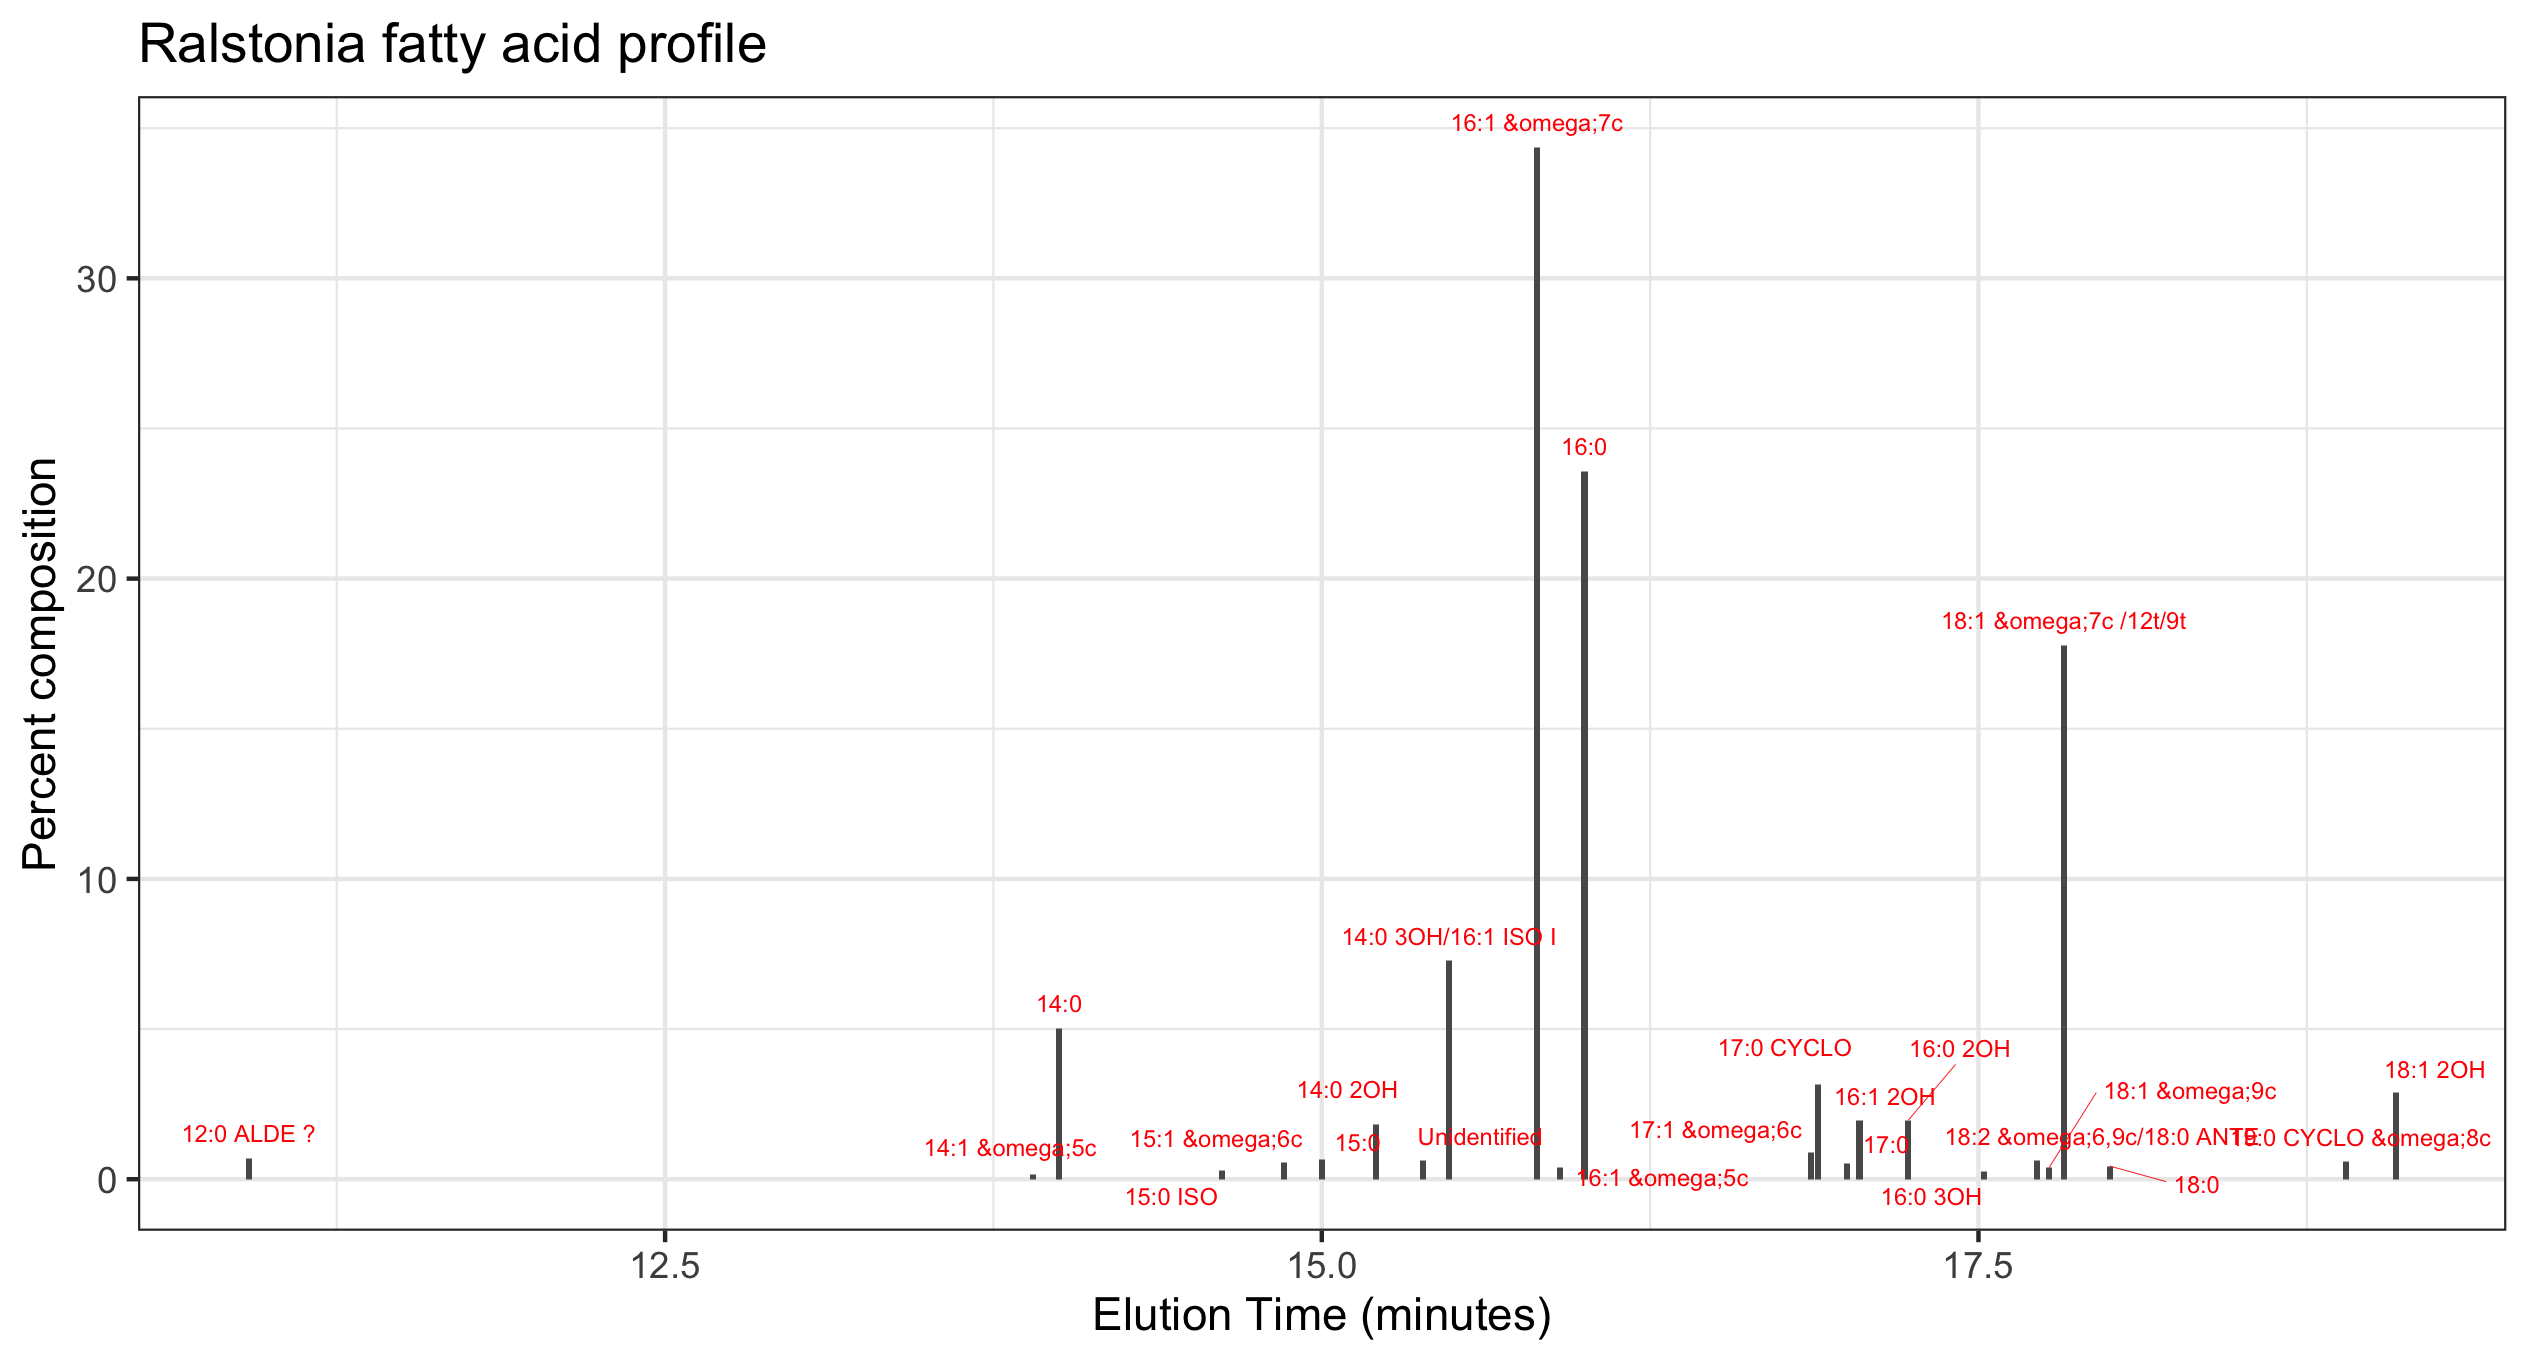 Ralstonia fatty acid profile
16:1 &omega;7c
30
16:0
20
18:1 &omega;7c /12t/9t
10
14:0 3OH/16:1 ISO I
14:0
17:0 CYCLO
16:0 2OH
18:1 2OH
14:0 2OH
16:1 2OH
18:1 &omega;9c
12:0 ALDE ?
14:1 &omega;5c
15:1 &omega;6c
15:0
Unidentified
17:1 &omega;6c
17:0
18:2 &omega;6,9c/18:0 ANTE
19:0 CYCLO &omega;8c
0
16:1 &omega;5c
18:0
15:0 ISO
16:0 3OH
12.5
15.0
17.5
Elution Time (minutes)
Percent composition